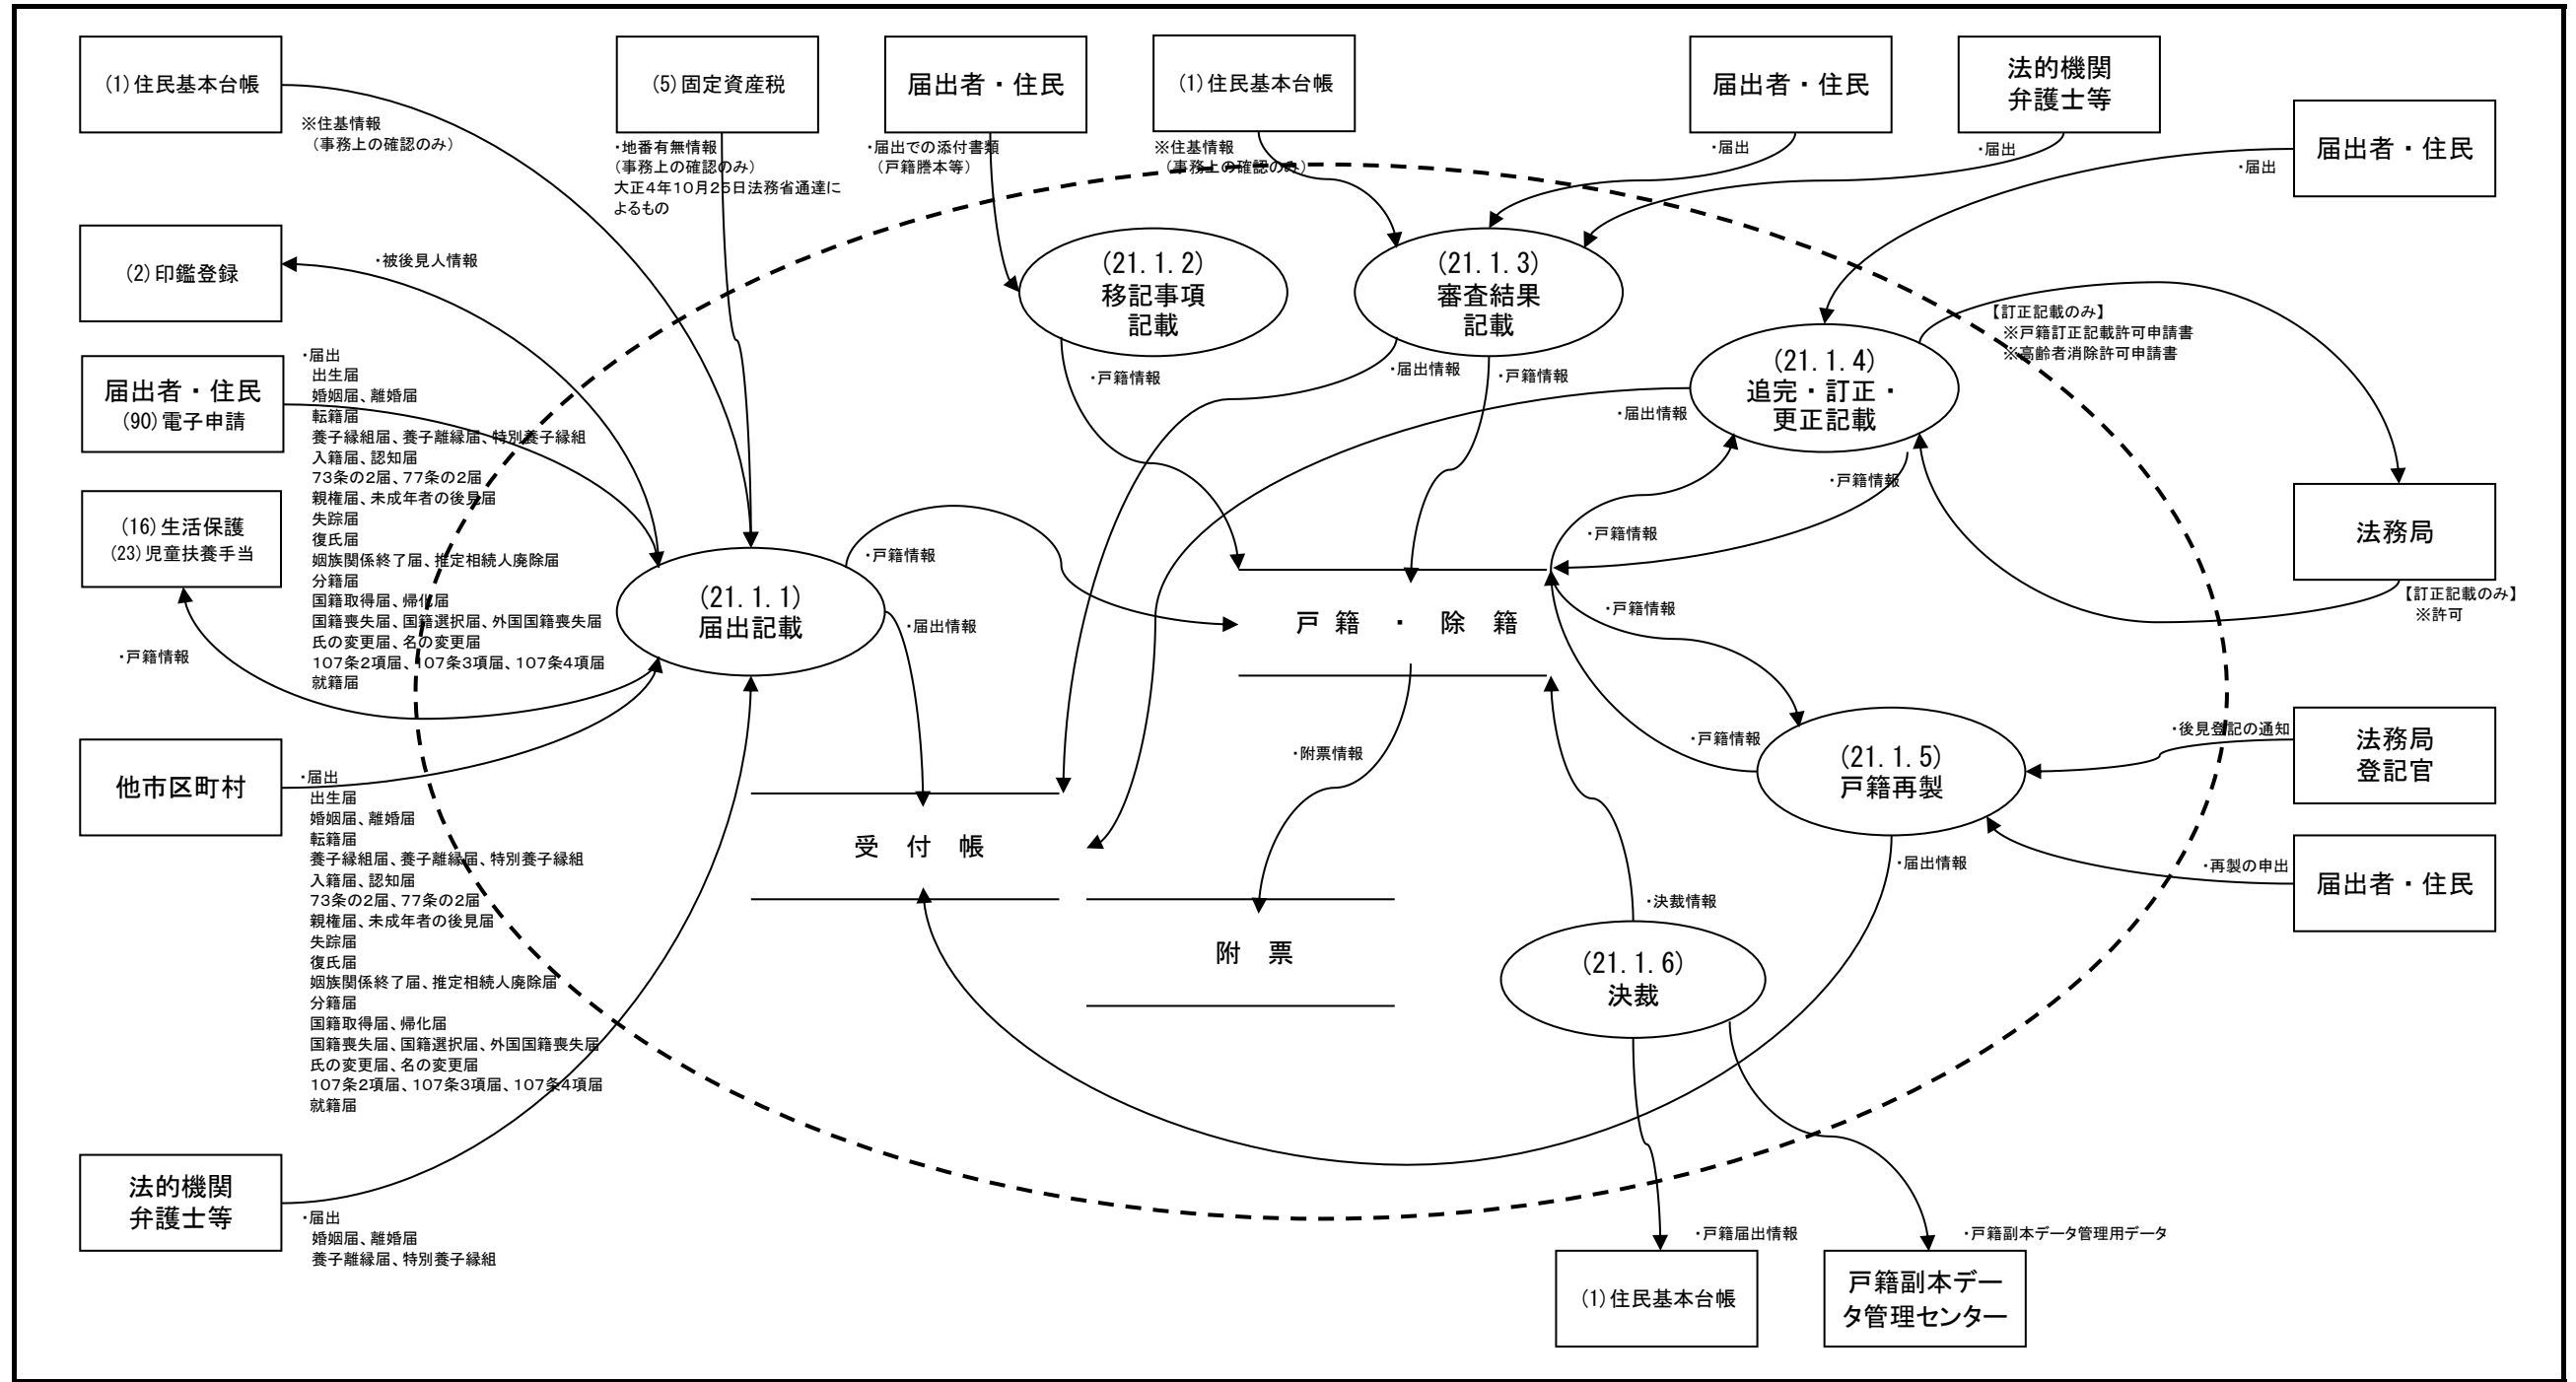 (1)住民基本台帳
※住基情報
（事務上の確認のみ）
(5)固定資産税
・地番有無情報
（事務上の確認のみ）
大正4年10月25日法務省通達に
よるもの
届出者・住民
・届出での添付書類
（戸籍謄本等）
(1)住民基本台帳
※住基情報
（事務上の確認のみ）
届出者・住民
・届出
法的機関
弁護士等
・届出
届出者・住民
・届出
(2)印鑑登録
・被後見人情報
(21.1.2)
移記事項
記載
・戸籍情報
(21.1.3)
審査結果
記載
・届出情報
・戸籍情報
(21.1.4)
追完・訂正・
更正記載
・届出情報
・戸籍情報
・戸籍情報
【訂正記載のみ】
※戸籍訂正記載許可申請書
※高齢者消除許可申請書
届出者・住民
(90)電子申請
・届出
出生届
婚姻届、離婚届
転籍届
養子縁組届、養子離縁届、特別養子縁組
入籍届、認知届
73条の2届、77条の2届
親権届、未成年者の後見届
失踪届
復氏届
姻族関係終了届、推定相続人廃除届
分籍届
国籍取得届、帰化届
国籍喪失届、国籍選択届、外国国籍喪失届
氏の変更届、名の変更届
107条2項届、107条3項届、107条4項届
就籍届
(16)生活保護
(23)児童扶養手当
・戸籍情報
(21.1.1)
届出記載
・戸籍情報
・届出情報
戸籍・除籍
・戸籍情報
・戸籍情報
法務局
【訂正記載のみ】
※許可
他市区町村
・届出
出生届
婚姻届、離婚届
転籍届
養子縁組届、養子離縁届、特別養子縁組
入籍届、認知届
73条の2届、77条の2届
親権届、未成年者の後見届
失踪届
復氏届
姻族関係終了届、推定相続人廃除届
分籍届
国籍取得届、帰化届
国籍喪失届、国籍選択届、外国国籍喪失届
氏の変更届、名の変更届
107条2項届、107条3項届、107条4項届
就籍届
・附票情報
(21.1.5)
戸籍再製
・後見登記の通知
法務局
登記官
・届出情報
・再製の申出
届出者・住民
受付帳
附票
・決裁情報
(21.1.6)
決裁
法的機関
弁護士等
・届出
婚姻届、離婚届
養子離縁届、特別養子縁組
・戸籍届出情報
(1)住民基本台帳
・戸籍副本データ管理用データ
戸籍副本デー
タ管理センター